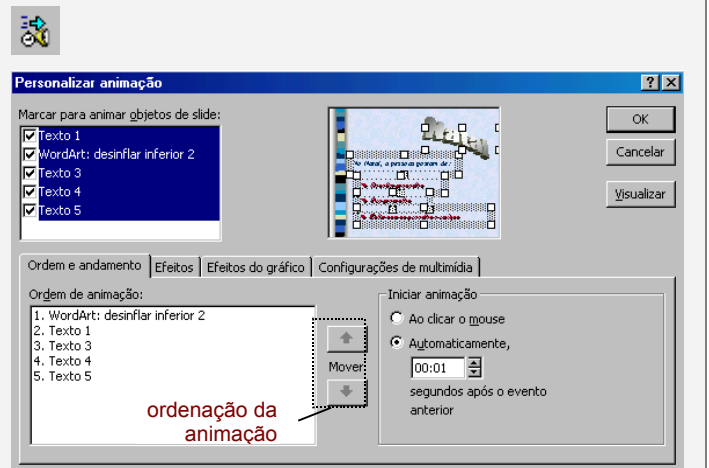 Personalizar animação
Marcar para animar objetos de slide:
Texto 1
WordArt: desinflar inferior 2
Texto 3
Texto 4
Texto 5
Natal
OK
Cancelar
Visualizar
Ordem e andamento
Efeitos
Efeitos do gráfico
Configurações de multimídia
Ordem de animação:
1. WordArt: desinflar inferior 2
2. Texto 1
3. Texto 3
4. Texto 4
5. Texto 5
Mover
ordenação da
animação
Iniciar animação
Ao clicar o mouse
Automaticamente,
00:01
segundos após o evento
anterior